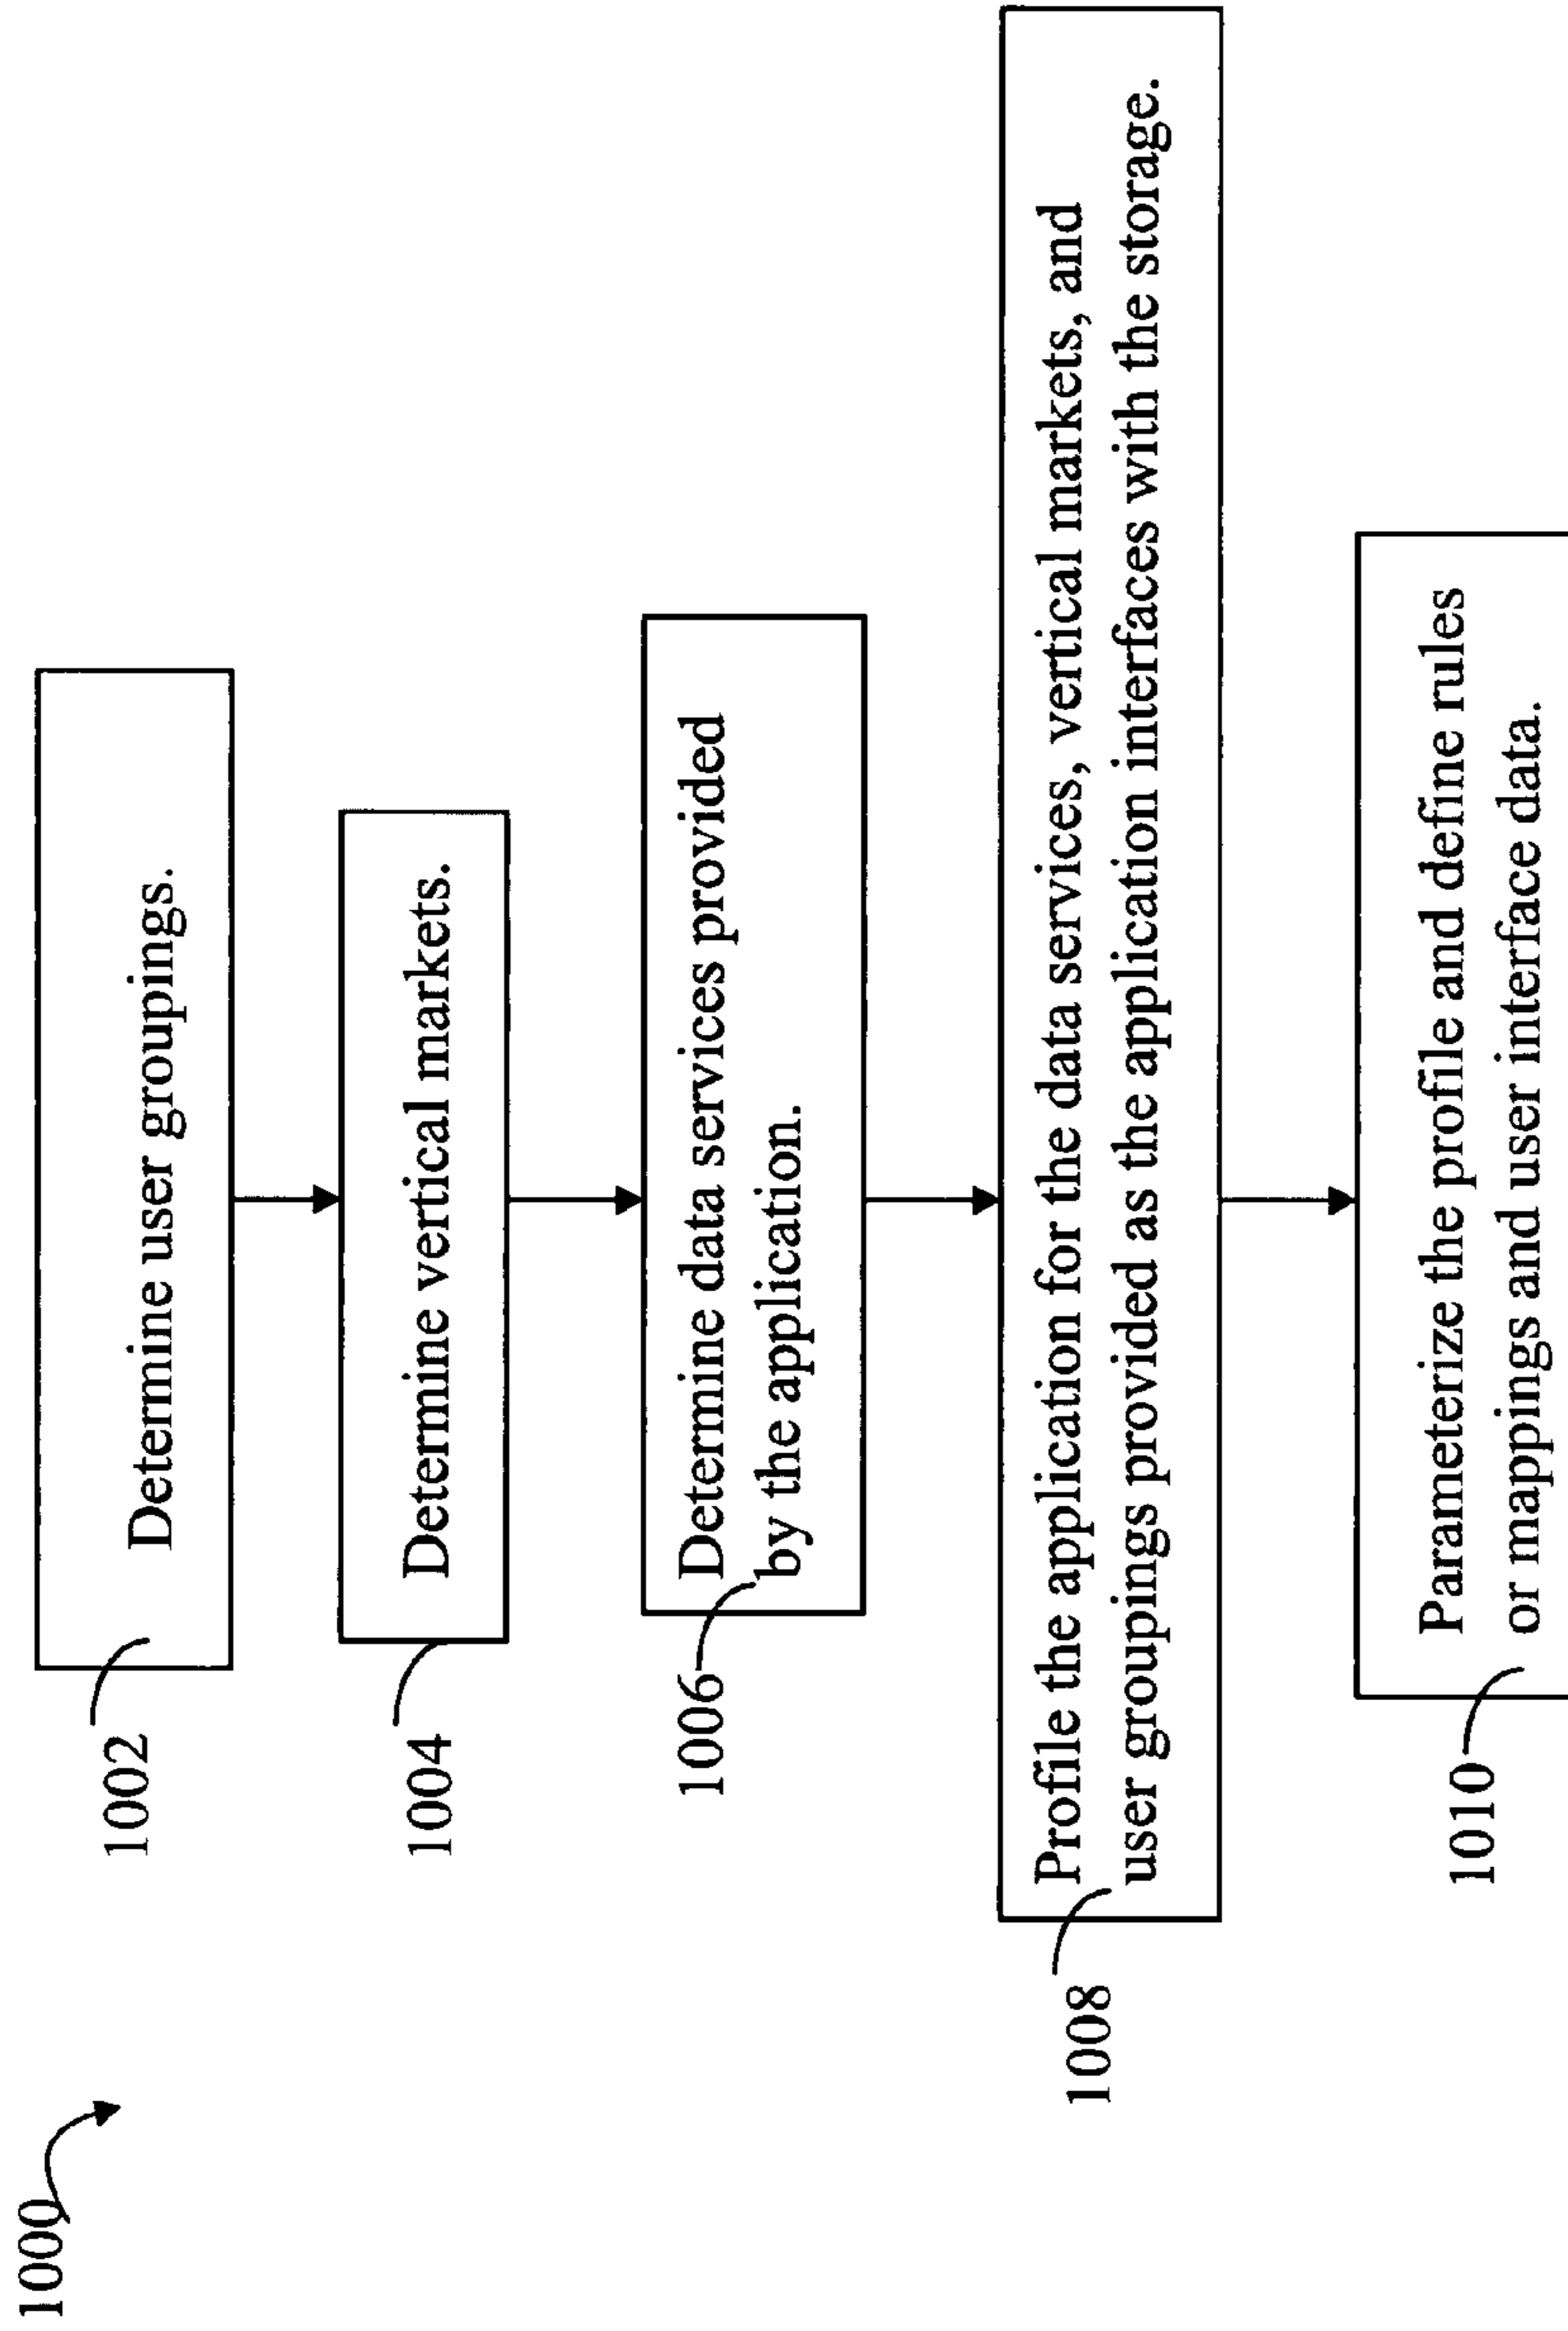 1000
1002
Determine user groupings.
1004
Determine vertical markets.
1006
Determine data services provided
by the application.
1008
Profile the application for the data services, vertical markets, and
user groupings provided as the application interfaces with the storage.
1010
Parameterize the profile and define rules
or mappings and user interface data.